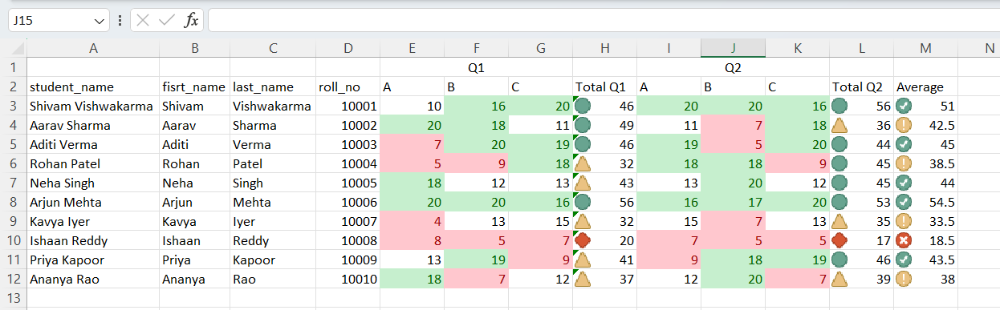 J15 fx
A B C D E F G H I J K L M N
1 Q1 Q2
2 student_name fisrt_name last_name roll_no A B C Total Q1 A B C Total Q2 Average
3 Shivam Vishwakarma Shivam Vishwakarma 10001 10 16 20 46 20 20 16 56 51
4 Aarav Sharma Aarav Sharma 10002 20 18 11 49 11 7 18 36 42.5
5 Aditi Verma Aditi Verma 10003 7 20 19 46 19 5 20 44 45
6 Rohan Patel Rohan Patel 10004 5 9 18 32 18 18 9 45 38.5
7 Neha Singh Neha Singh 10005 18 12 13 43 13 20 12 45 44
8 Arjun Mehta Arjun Mehta 10006 20 20 16 56 16 17 20 53 54.5
9 Kavya Iyer Kavya Iyer 10007 4 13 15 32 15 7 13 35 33.5
10 Ishaan Reddy Ishaan Reddy 10008 8 5 7 20 7 5 5 17 18.5
11 Priya Kapoor Priya Kapoor 10009 13 19 9 41 9 18 19 46 43.5
12 Ananya Rao Ananya Rao 10010 18 7 12 37 12 20 7 39 38
13